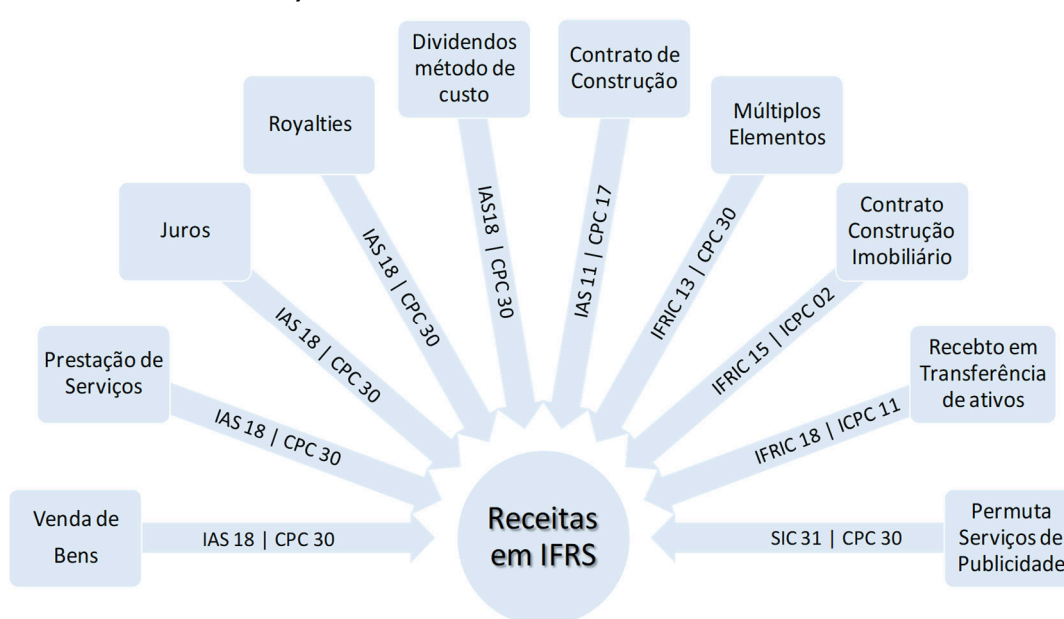 Dividendos
método de
custo
Contrato de
Construção
Royalties
Múltiplos
Elementos
Juros
Contrato
Construção
Imobiliário
Prestação de
Serviços
Recebto em
Transferência
de ativos
Venda de
Bens
Permuta
Serviços de
Publicidade
IAS 18 | CPC 30
IAS 18 | CPC 30
IAS 18 | CPC 30
IAS 18 | CPC 30
IAS18 | CPC 30
IAS 11 | CPC 17
IFRIC 13 | CPC 30
IFRIC 15 | ICPC 02
IFRIC 18 | ICPC 11
SIC 31 | CPC 30
Receitas
em IFRS